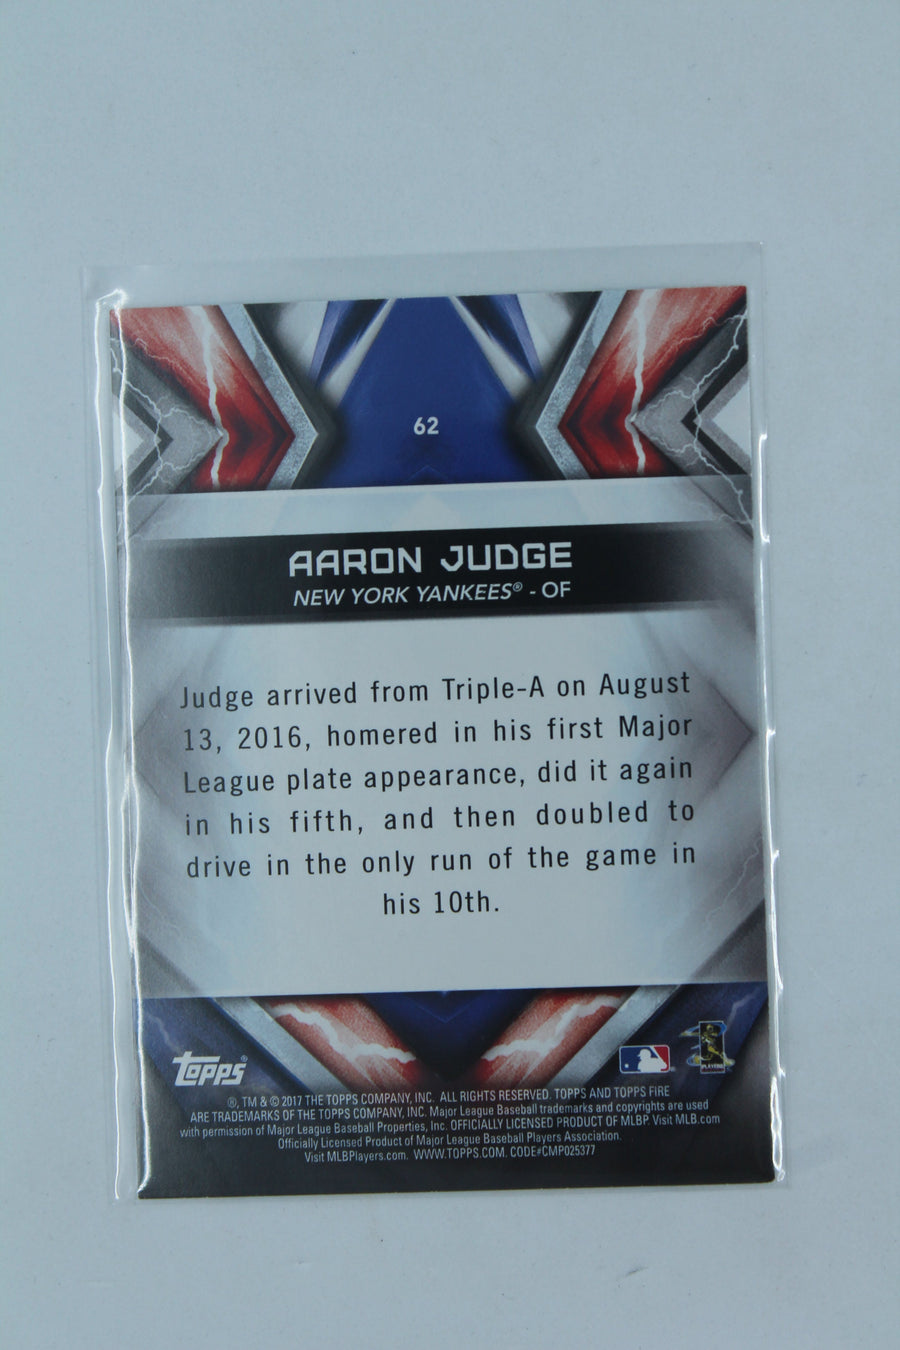 62
AARON JUDGE
NEW YORK YANKEES® - OF
Judge arrived from Triple-A on August
13, 2016, homered in his first Major
League plate appearance, did it again
in his fifth, and then doubled to
drive in the only run of the game in
his 10th.
Topps®
PLAYERS
®, TM & © 2017 THE TOPPS COMPANY, INC. ALL RIGHTS RESERVED. TOPPS AND TOPPS FIRE
ARE TRADEMARKS OF THE TOPPS COMPANY, INC. Major League Baseball trademarks and copyrights are used
with permission of Major League Baseball Properties, Inc. OFFICIALLY LICENSED PRODUCT OF MLBP. Visit MLB.com
Officially Licensed Product of Major League Baseball Players Association.
Visit MLBPlayers.com. WWW.TOPPS.COM. CODE#CMP025377